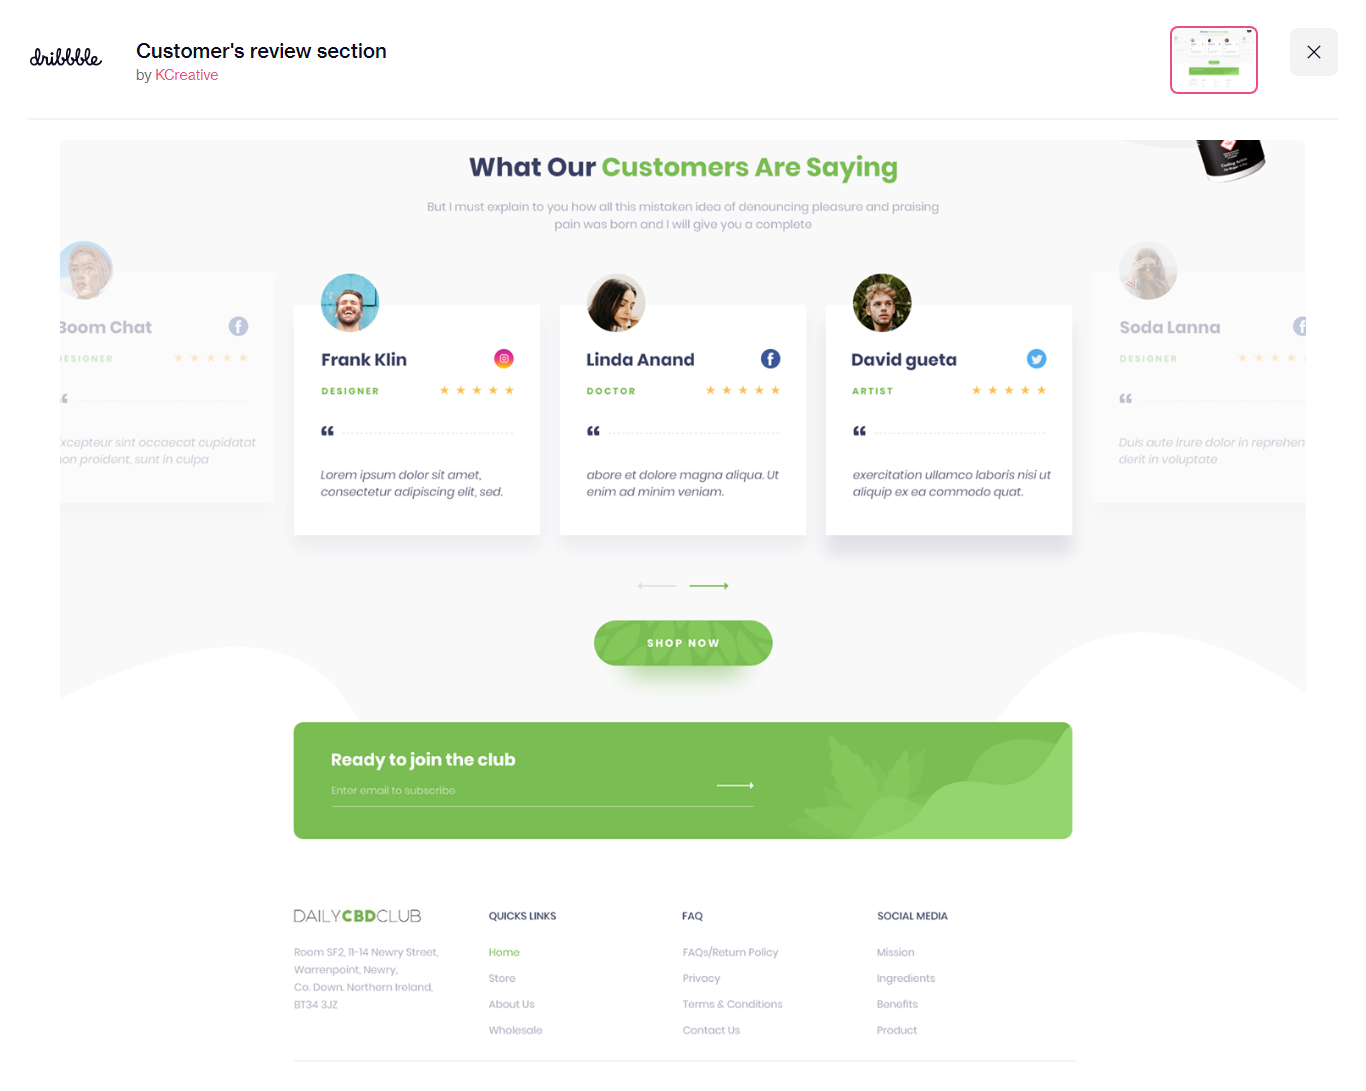 dribbble
Customer's review section
by KCreative
What Our Customers Are Saying
But I must explain to you how all this mistaken idea of denouncing pleasure and praising
pain was born and I will give you a complete
Boom Chat
DESIGNER
“
xcepteur sint occaecat cupidatat
non proident, sunt in culpa
Frank Klin
DESIGNER
“
Lorem ipsum dolor sit amet,
consectetur adipiscing elit, sed.
Linda Anand
DOCTOR
“
abore et dolore magna aliqua. Ut
enim ad minim veniam.
David gueta
ARTIST
“
exercitation ullamco laboris nisi ut
aliquip ex ea commodo quat.
Soda Lanna
DESIGNER
“
Duis aute irure dolor in reprehen
derit in voluptate
SHOP NOW
Ready to join the club
Enter email to subscribe
DAILYCBDCLUB
Room SF2, 11-14 Newry Street,
Warrenpoint, Newry,
Co. Down. Northern Ireland,
BT34 3JZ
QUICKS LINKS
Home
Store
About Us
Wholesale
FAQ
FAQs/Return Policy
Privacy
Terms & Conditions
Contact Us
SOCIAL MEDIA
Mission
Ingredients
Benefits
Product